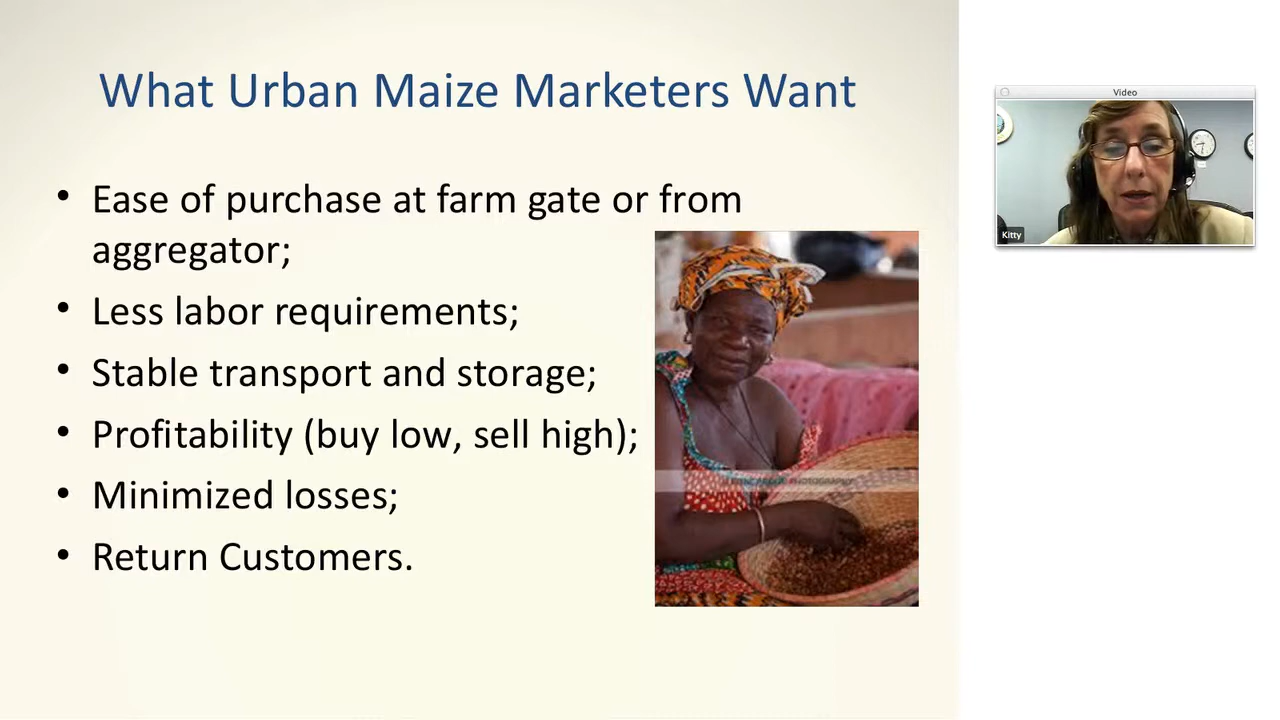 What Urban Maize Marketers Want
• Ease of purchase at farm gate or from
aggregator;
• Less labor requirements;
• Stable transport and storage;
• Profitability (buy low, sell high);
• Minimized losses;
• Return Customers.
PHOTOGRAPHY
Video
Kitty